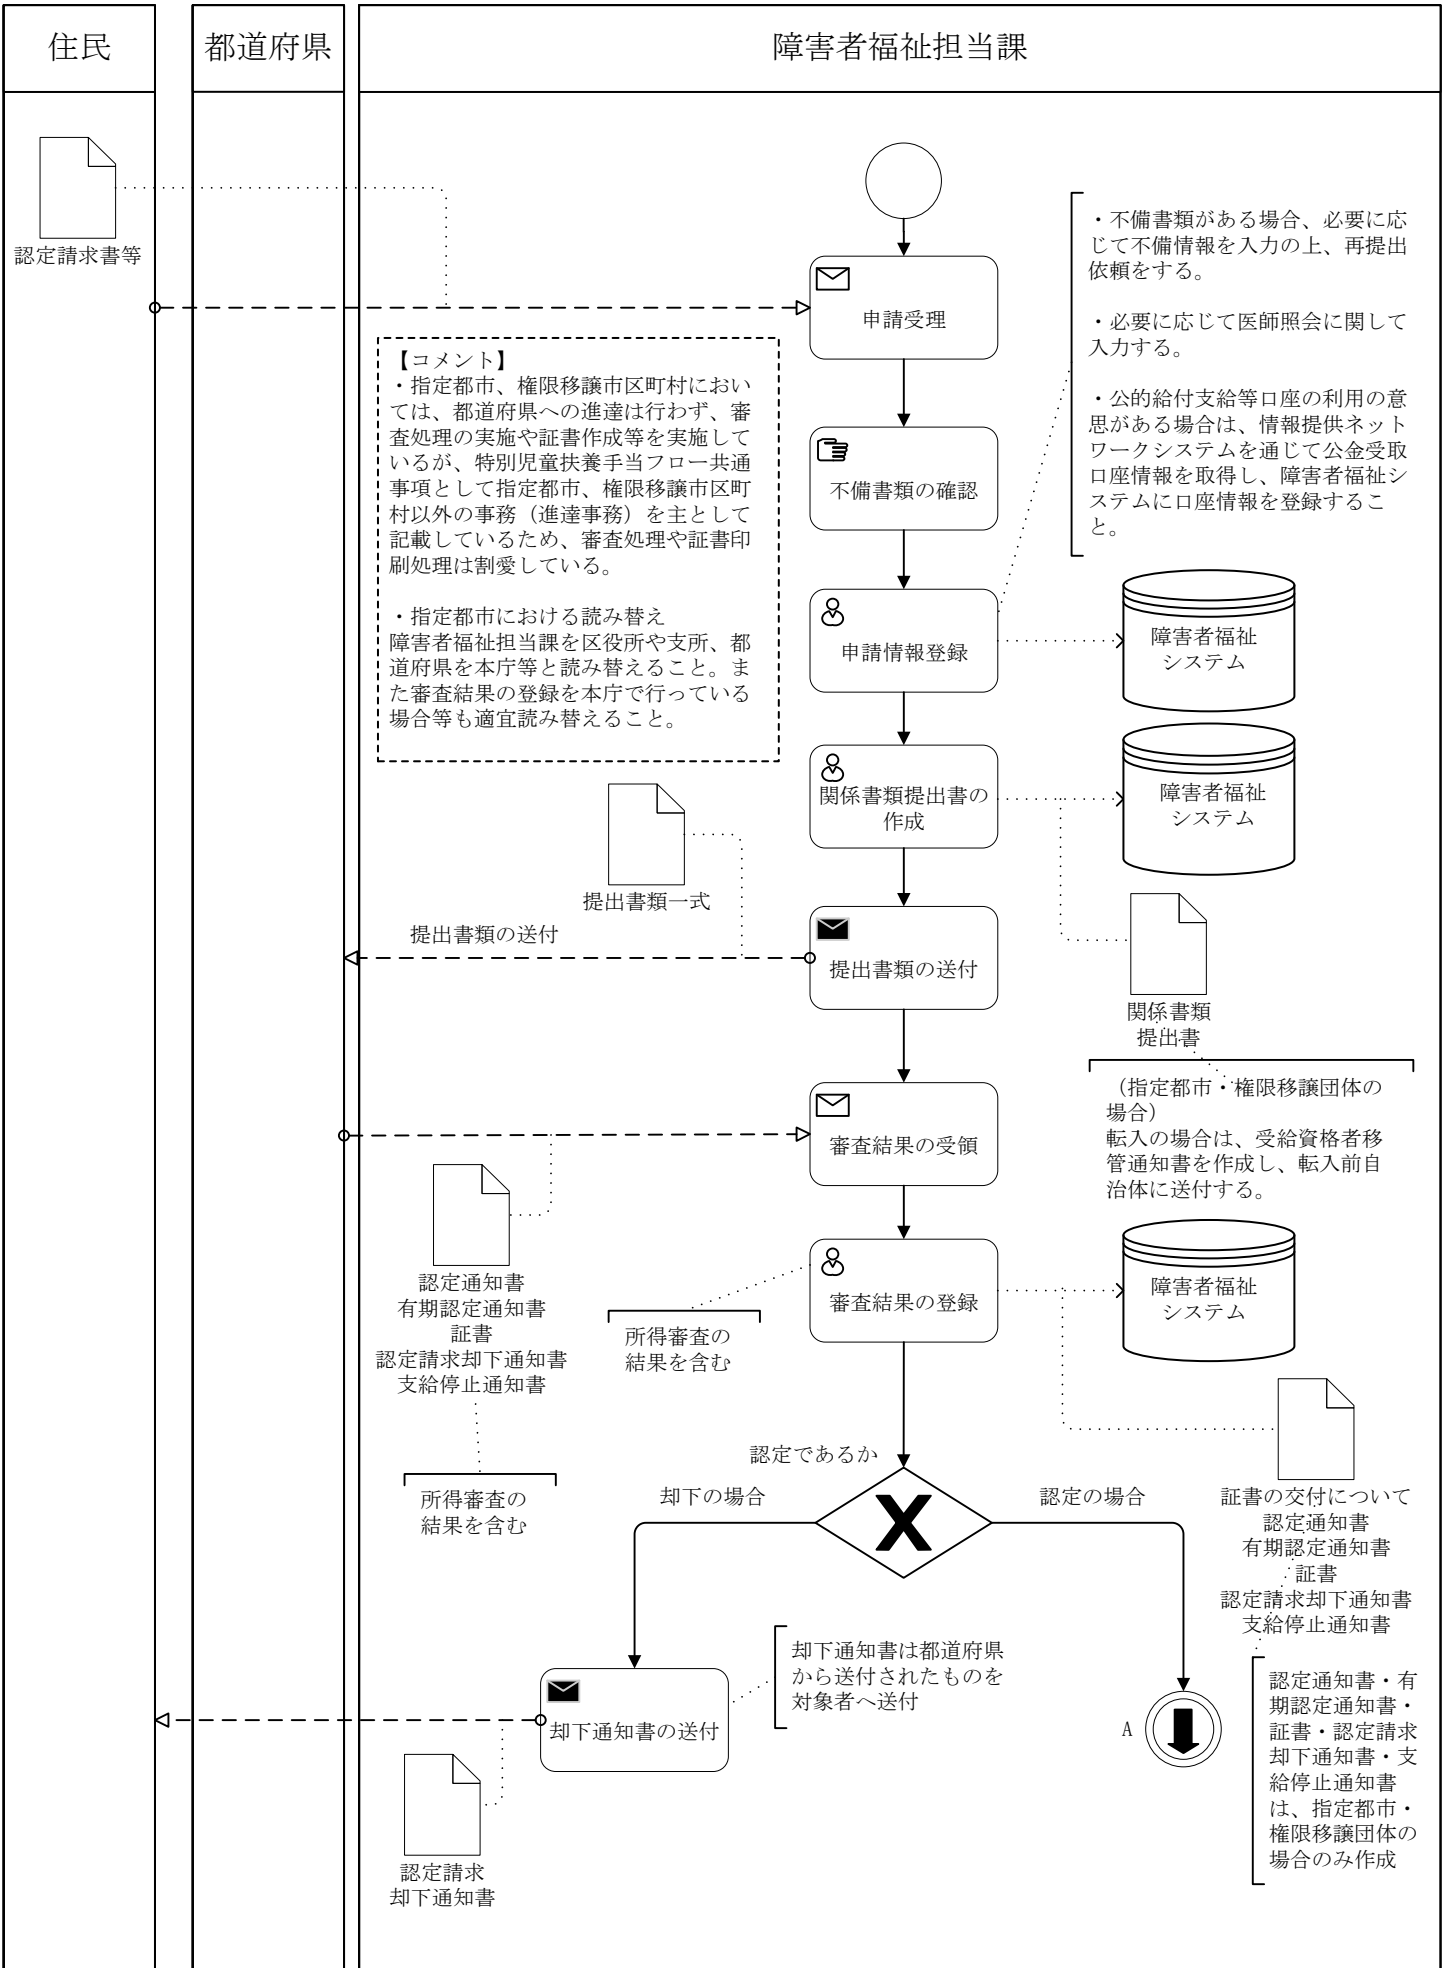 住民
都道府県
障害者福祉担当課
認定請求書等
申請受理
・不備書類がある場合、必要に応
じて不備情報を入力の上、再提出
依頼をする。
・必要に応じて医師照会に関して
入力する。
・公的給付支給等口座の利用の意
思がある場合は、情報提供ネット
ワークシステムを通じて公金受取
口座情報を取得し、障害者福祉シ
ステムに口座情報を登録するこ
と。
【コメント】
・指定都市、権限移譲市区町村におい
ては、都道府県への進達は行わず、審
査処理の実施や証書作成等を実施して
いるが、特別児童扶養手当フロー共通
事項として指定都市、権限移譲市区町
村以外の事務（進達事務）を主として
記載しているため、審査処理や証書印
刷処理は割愛している。
・指定都市における読み替え
障害者福祉担当課を区役所や支所、都
道府県を本庁等と読み替えること。ま
た審査結果の登録を本庁で行っている
場合等も適宜読み替えること。
不備書類の確認
申請情報登録
障害者福祉
システム
関係書類提出書の
作成
障害者福祉
システム
提出書類一式
提出書類の送付
提出書類の送付
関係書類
提出書
（指定都市・権限移譲団体の
場合）
転入の場合は、受給資格者移
管通知書を作成し、転入前自
治体に送付する。
審査結果の受領
認定通知書
有期認定通知書
証書
認定請求却下通知書
支給停止通知書
所得審査の
結果を含む
審査結果の登録
所得審査の
結果を含む
障害者福祉
システム
認定であるか
却下の場合
認定の場合
証書の交付について
認定通知書
有期認定通知書
証書
認定請求却下通知書
支給停止通知書
却下通知書は都道府県
から送付されたものを
対象者へ送付
却下通知書の送付
A
認定通知書・有
期認定通知書・
証書・認定請求
却下通知書・支
給停止通知書
は、指定都市・
権限移譲団体の
場合のみ作成
認定請求
却下通知書